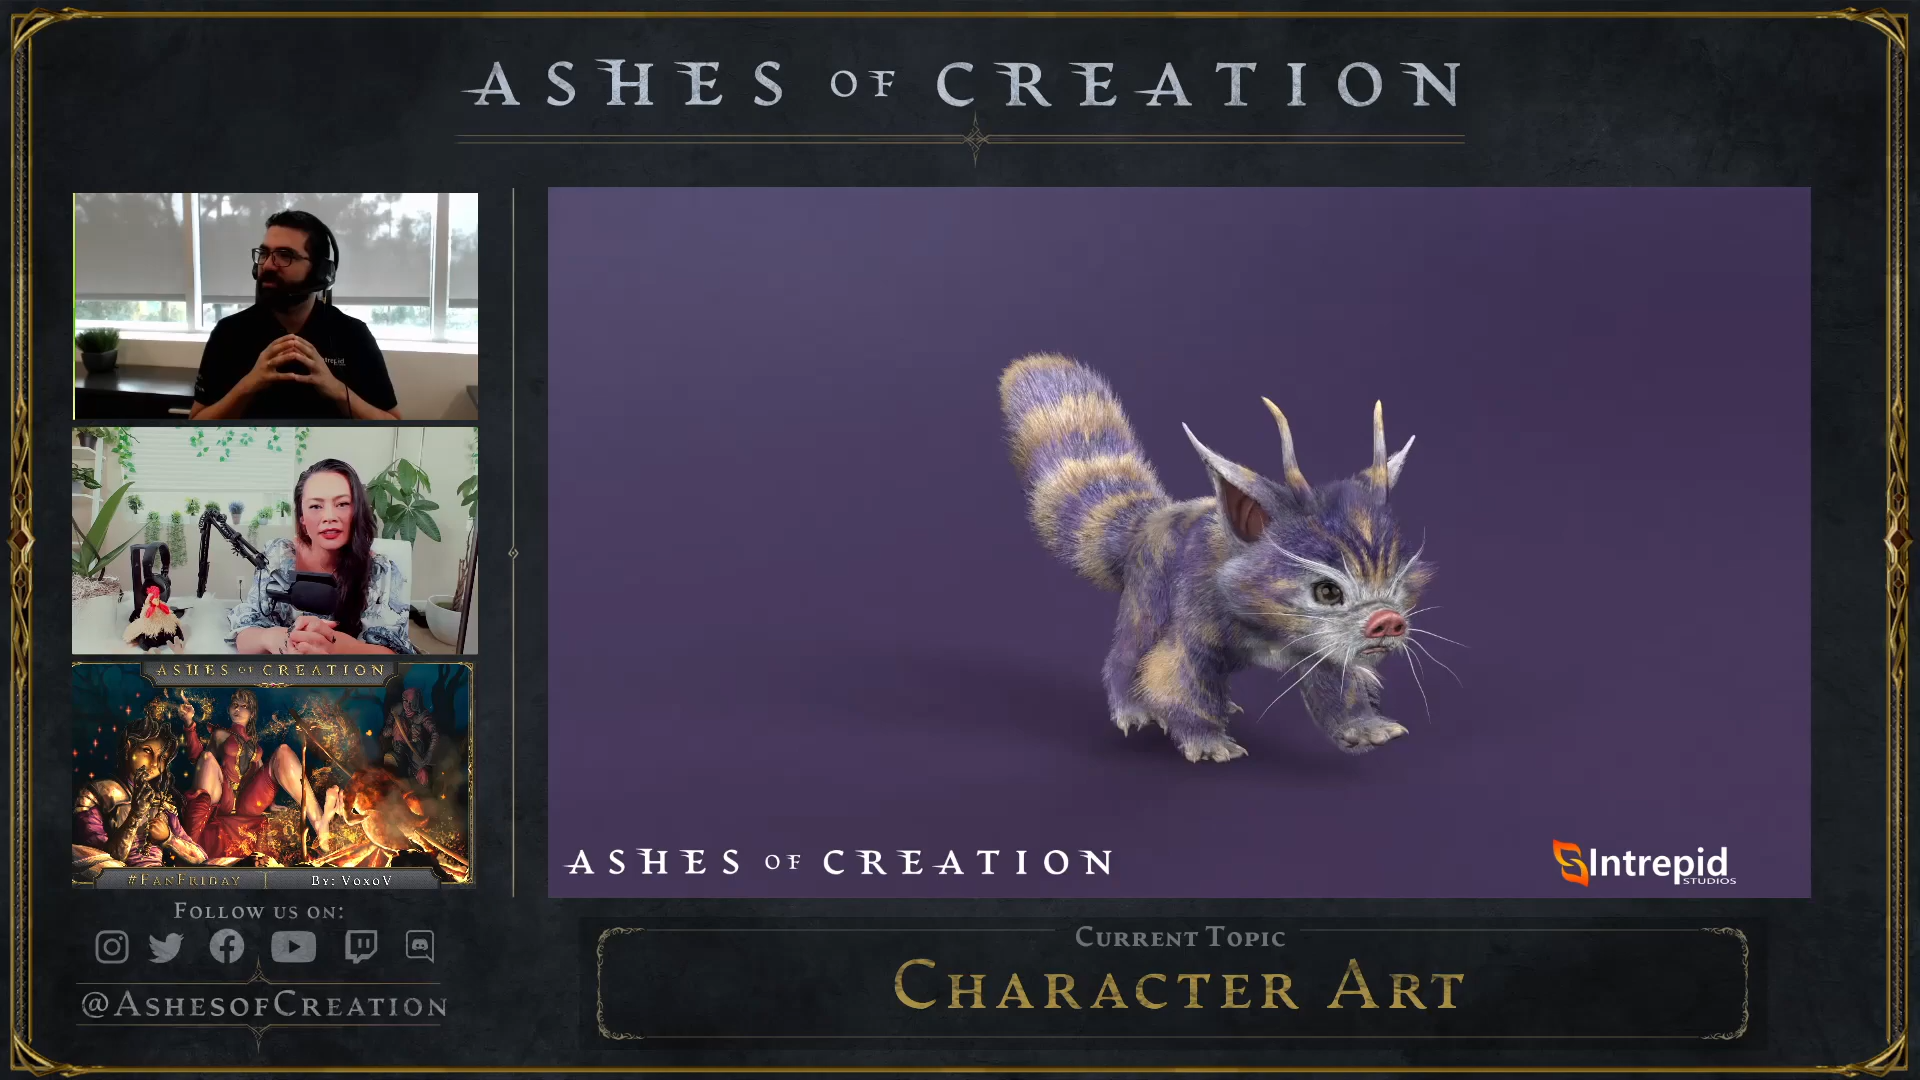 ASHES OF CREATION
Intrepid
ASHES OF CREATION
#FANFRIDAY
BY: VOXOV
FOLLOW US ON:
@ASHESOFCREATION
ASHES OF CREATION
Intrepid
STUDIOS
CURRENT TOPIC
CHARACTER ART